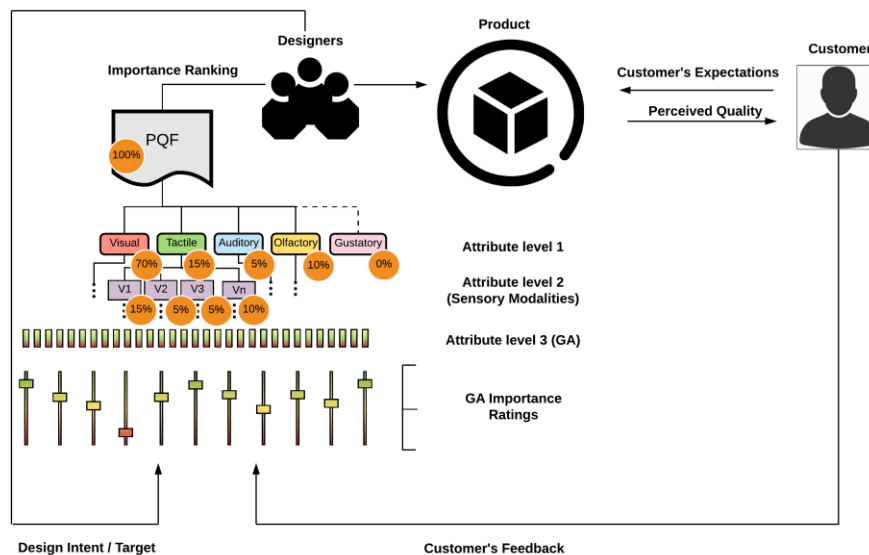 Product
Designers
Customer
Importance Ranking
Customer's Expectations
Perceived Quality
PQF
100%
Visual
Tactile
Auditory
Olfactory
Gustatory
Attribute level 1
70%
15%
5%
10%
0%
Attribute level 2
(Sensory Modalities)
V1
V2
V3
Vn
15%
5%
5%
10%
Attribute level 3 (GA)
GA Importance
Ratings
Design Intent / Target
Customer's Feedback